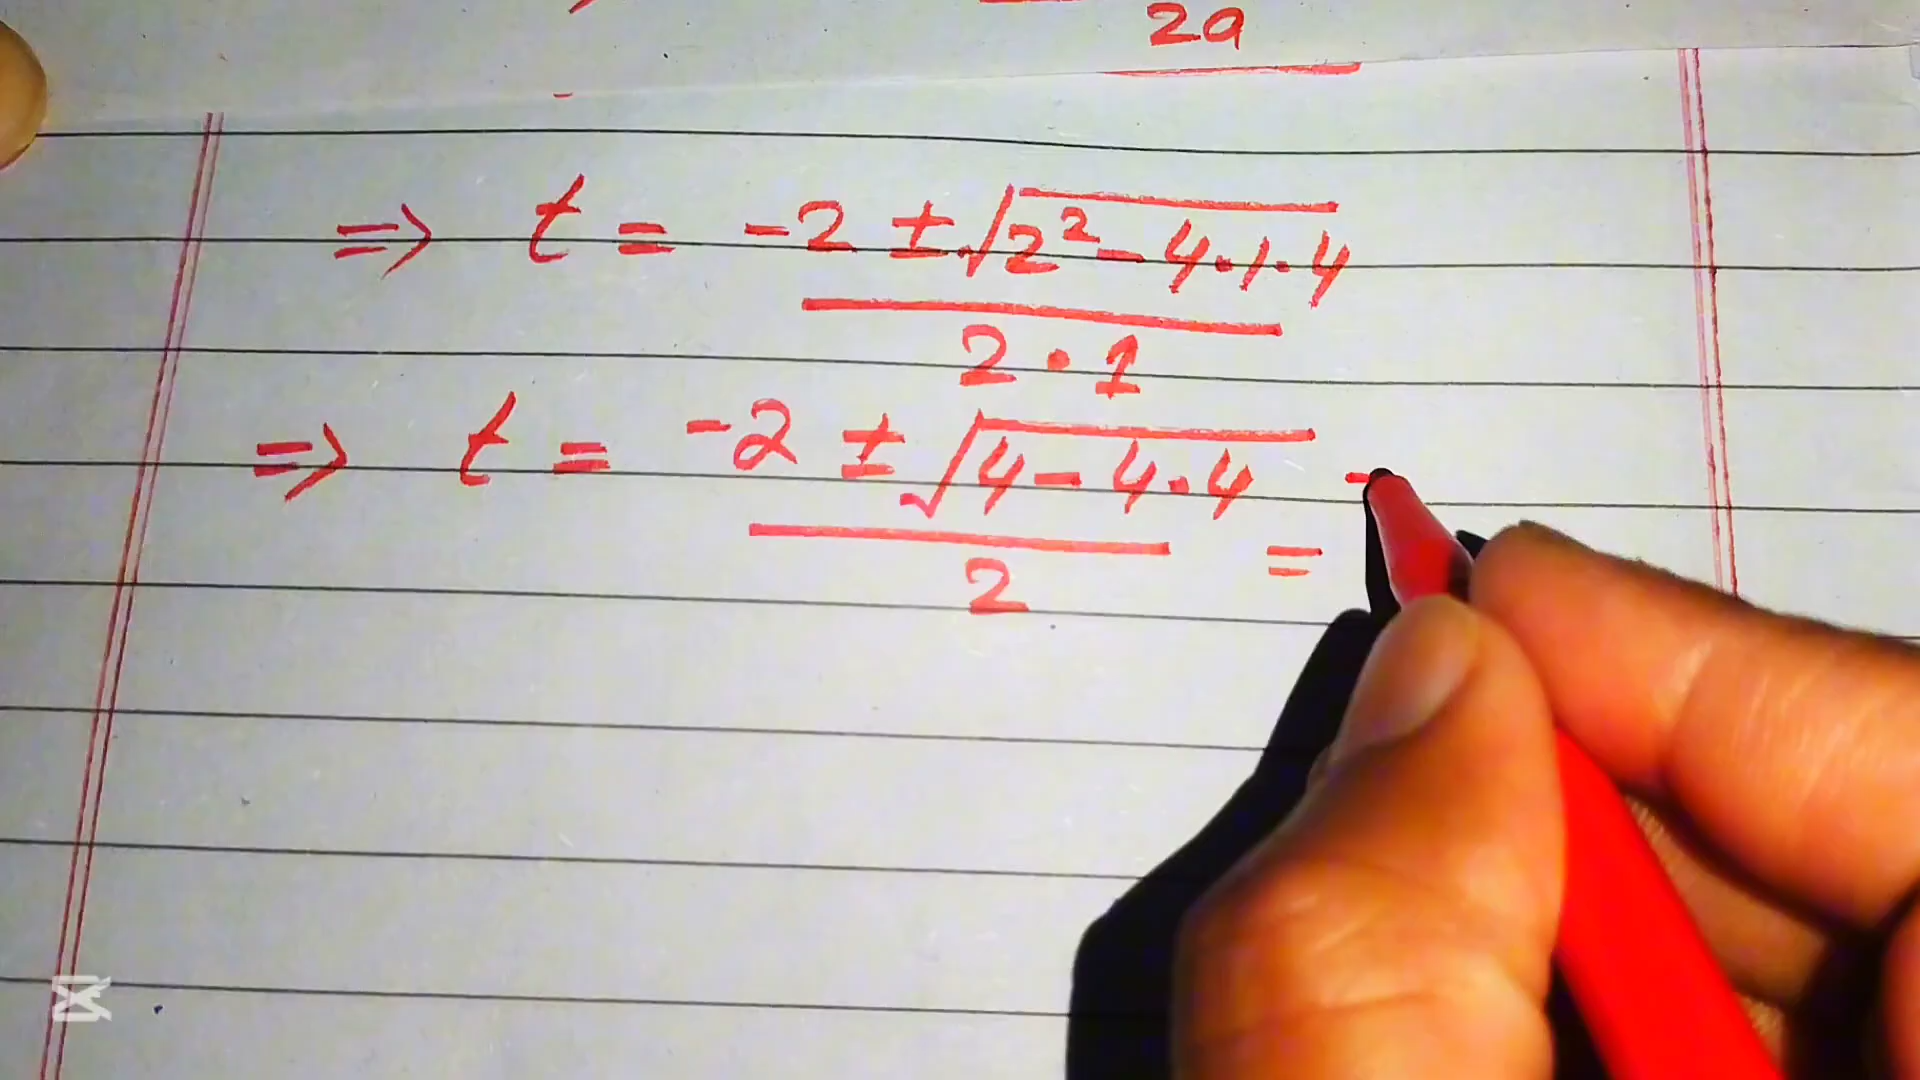 2a
⇒ t = (-2 ± √(2² - 4·1·4)) / (2·1)
⇒ t = (-2 ± √(4 - 4·4)) / 2 = -